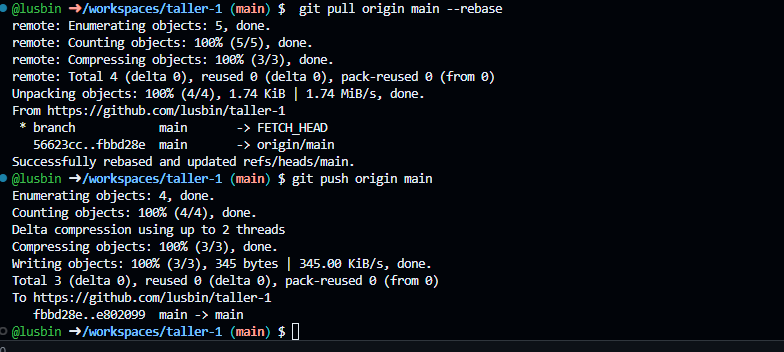 @lusbin ➜/workspaces/taller-1 (main) $  git pull origin main --rebase
remote: Enumerating objects: 5, done.
remote: Counting objects: 100% (5/5), done.
remote: Compressing objects: 100% (3/3), done.
remote: Total 4 (delta 0), reused 0 (delta 0), pack-reused 0 (from 0)
Unpacking objects: 100% (4/4), 1.74 KiB | 1.74 MiB/s, done.
From https://github.com/lusbin/taller-1
 * branch            main       -> FETCH_HEAD
   56623cc..fbbd28e  main       -> origin/main
Successfully rebased and updated refs/heads/main.
@lusbin ➜/workspaces/taller-1 (main) $ git push origin main
Enumerating objects: 4, done.
Counting objects: 100% (4/4), done.
Delta compression using up to 2 threads
Compressing objects: 100% (3/3), done.
Writing objects: 100% (3/3), 345 bytes | 345.00 KiB/s, done.
Total 3 (delta 0), reused 0 (delta 0), pack-reused 0 (from 0)
To https://github.com/lusbin/taller-1
   fbbd28e..e802099  main -> main
@lusbin ➜/workspaces/taller-1 (main) $